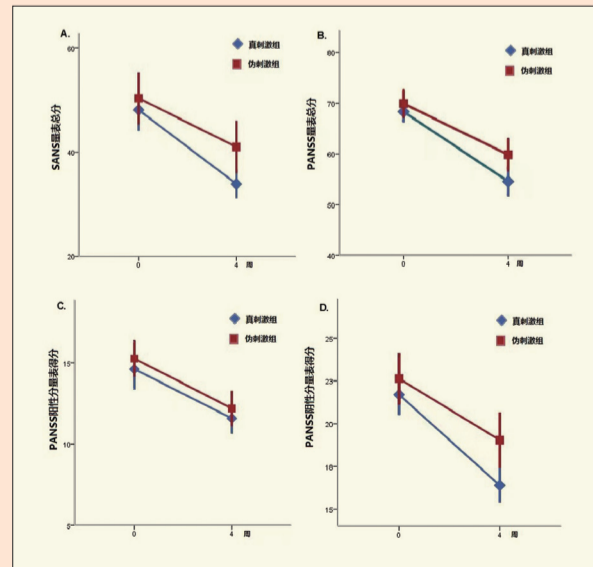 A.
SANS量表总分
60
40
20
0
4
周
真刺激组
伪刺激组
B.
PANSS量表总分
80
70
60
50
40
0
4
周
真刺激组
伪刺激组
C.
PANSS阳性分量表得分
15
10
5
0
4
周
真刺激组
伪刺激组
D.
PANSS阴性分量表得分
25
23
20
18
15
0
4
周
真刺激组
伪刺激组